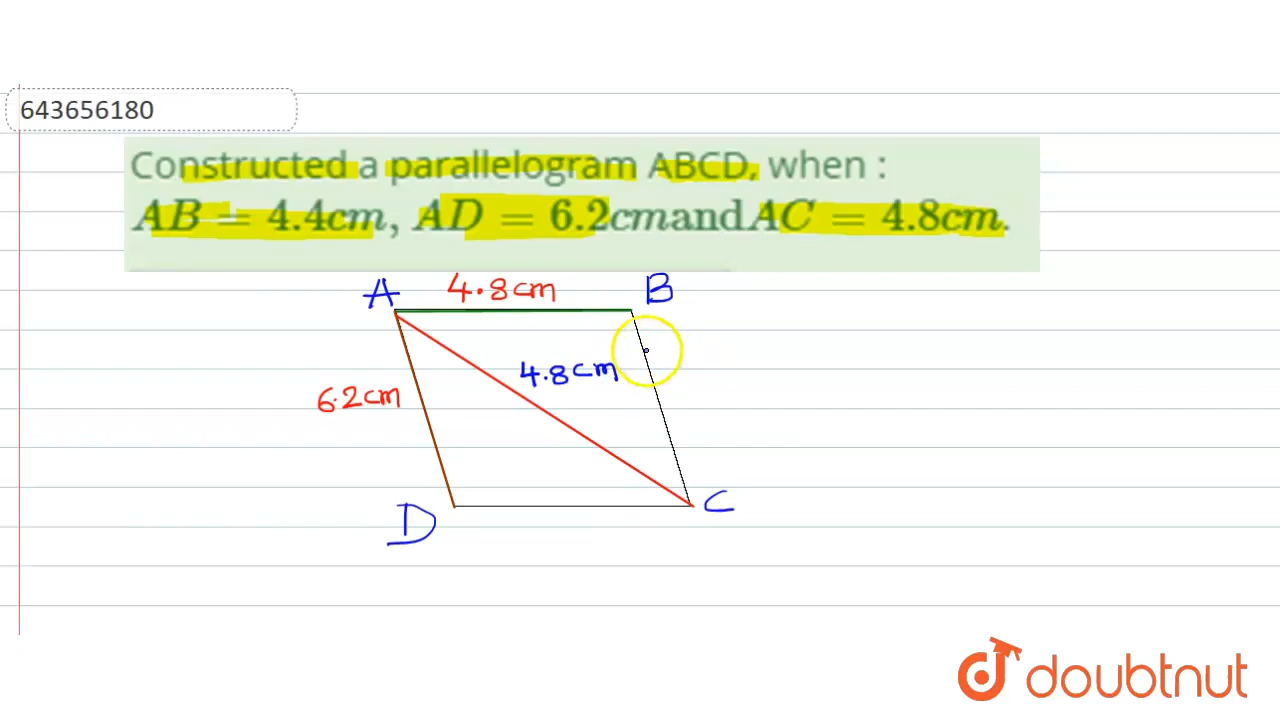 643656180
Constructed a parallelogram ABCD, when :
AB = 4.4cm, AD = 6.2cmandAC = 4.8cm.
A 4.8cm B
4.8cm
6.2cm
D C
doubtnut